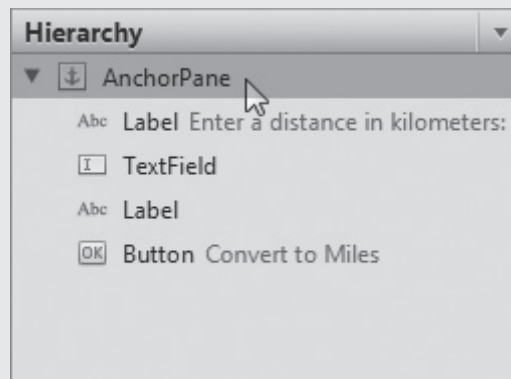 Hierarchy
AnchorPane
Abc Label Enter a distance in kilometers:
I TextField
Abc Label
OK Button Convert to Miles